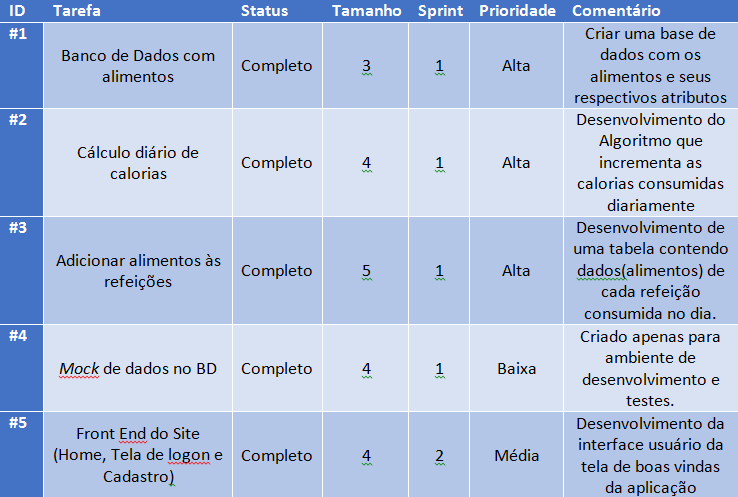 ID Tarefa Status Tamanho Sprint Prioridade Comentário
#1
Banco de Dados com
alimentos
Completo
3
1
Alta
Criar uma base de
dados com os
alimentos e seus
respectivos atributos
#2
Cálculo diário de
calorias
Completo
4
1
Alta
Desenvolvimento do
Algoritmo que
incrementa as
calorias consumidas
diariamente
#3
Adicionar alimentos às
refeições
Completo
5
1
Alta
Desenvolvimento de
uma tabela contendo
dados(alimentos) de
cada refeição
consumida no dia.
#4
Mock de dados no BD
Completo
4
1
Baixa
Criado apenas para
ambiente de
desenvolvimento e
testes.
#5
Front End do Site
(Home, Tela de logon e
Cadastro)
Completo
4
2
Média
Desenvolvimento da
interface usuário da
tela de boas vindas
da aplicação